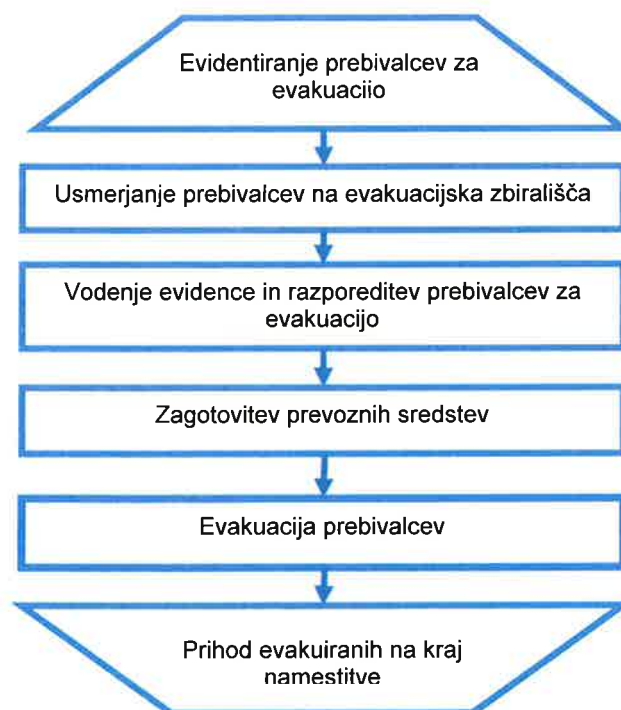 Evidentiranje prebivalcev za
evakuacijo
Usmerjanje prebivalcev na evakuacijska zbirališča
Vodenje evidence in razporeditev prebivalcev za
evakuacijo
Zagotovitev prevoznih sredstev
Evakuacija prebivalcev
Prihod evakuiranih na kraj
namestitve